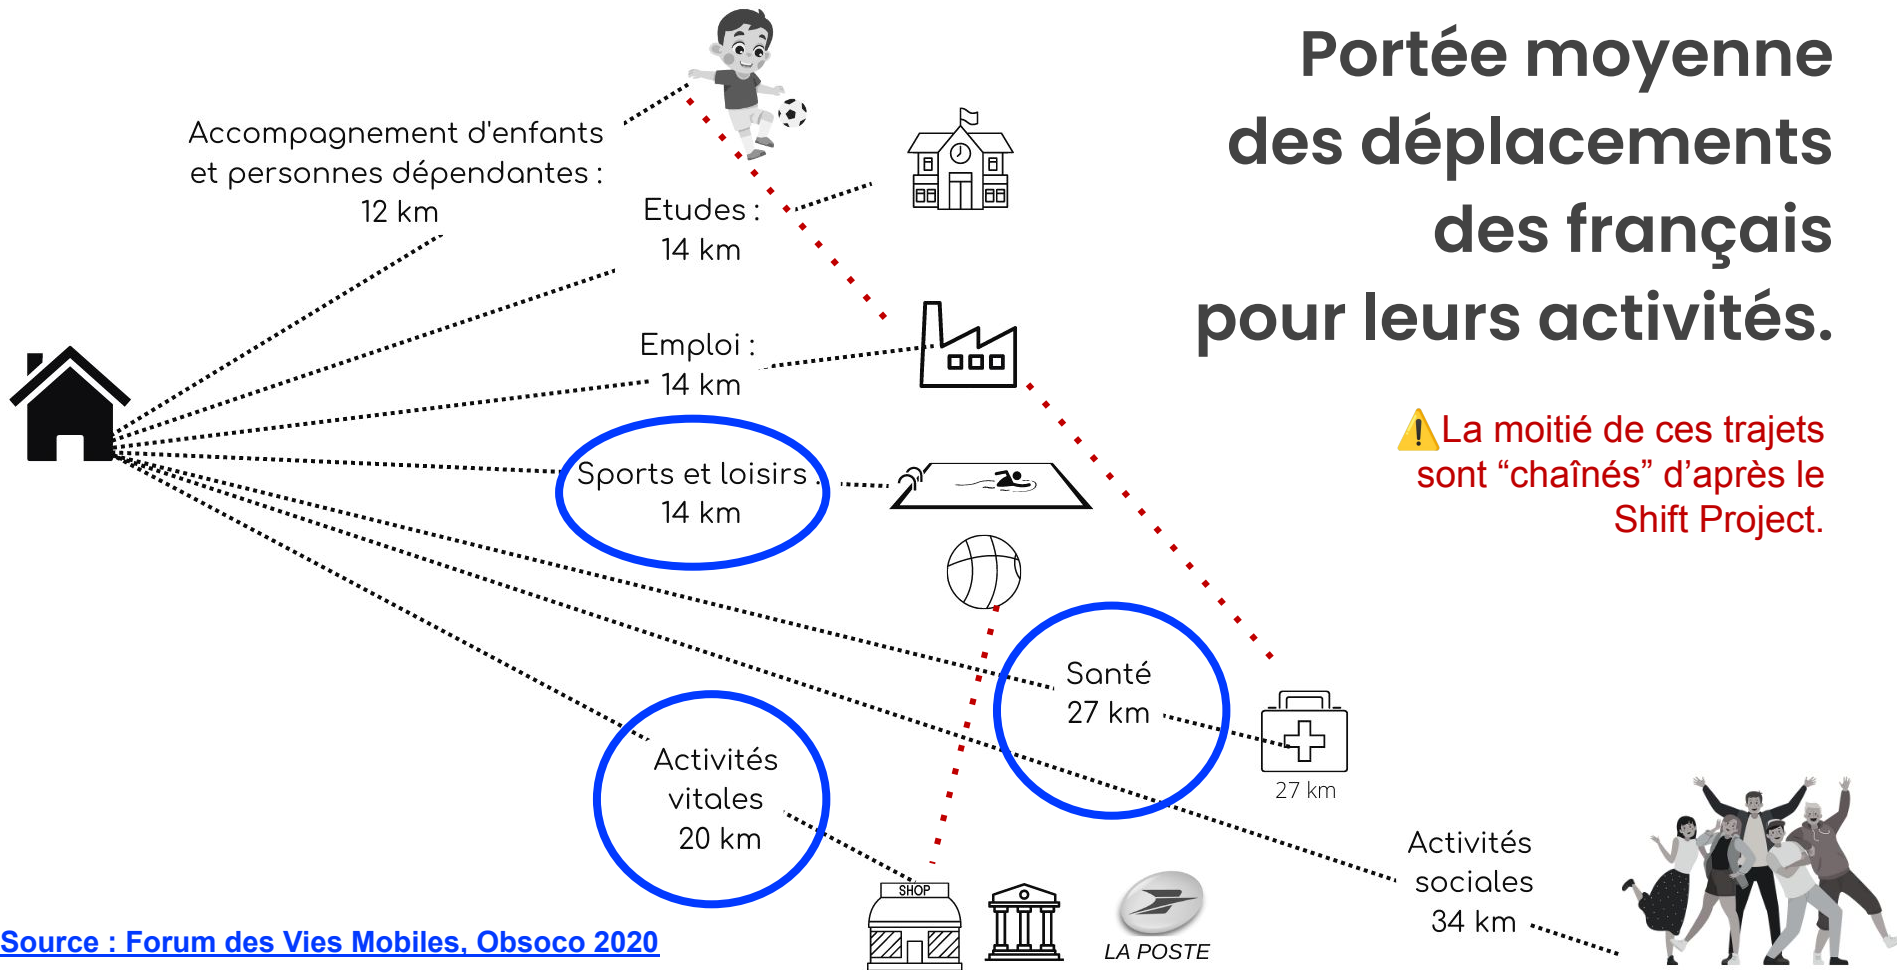 Portée moyenne
des déplacements
des français
pour leurs activités.
⚠️La moitié de ces trajets
sont “chaînés” d’après le
Shift Project.
Accompagnement d'enfants
et personnes dépendantes :
12 km
Etudes :
14 km
Emploi :
14 km
Sports et loisirs :
14 km
Santé
27 km
27 km
Activités
vitales
20 km
SHOP
LA POSTE
Activités
sociales
34 km
Source : Forum des Vies Mobiles, Obsoco 2020